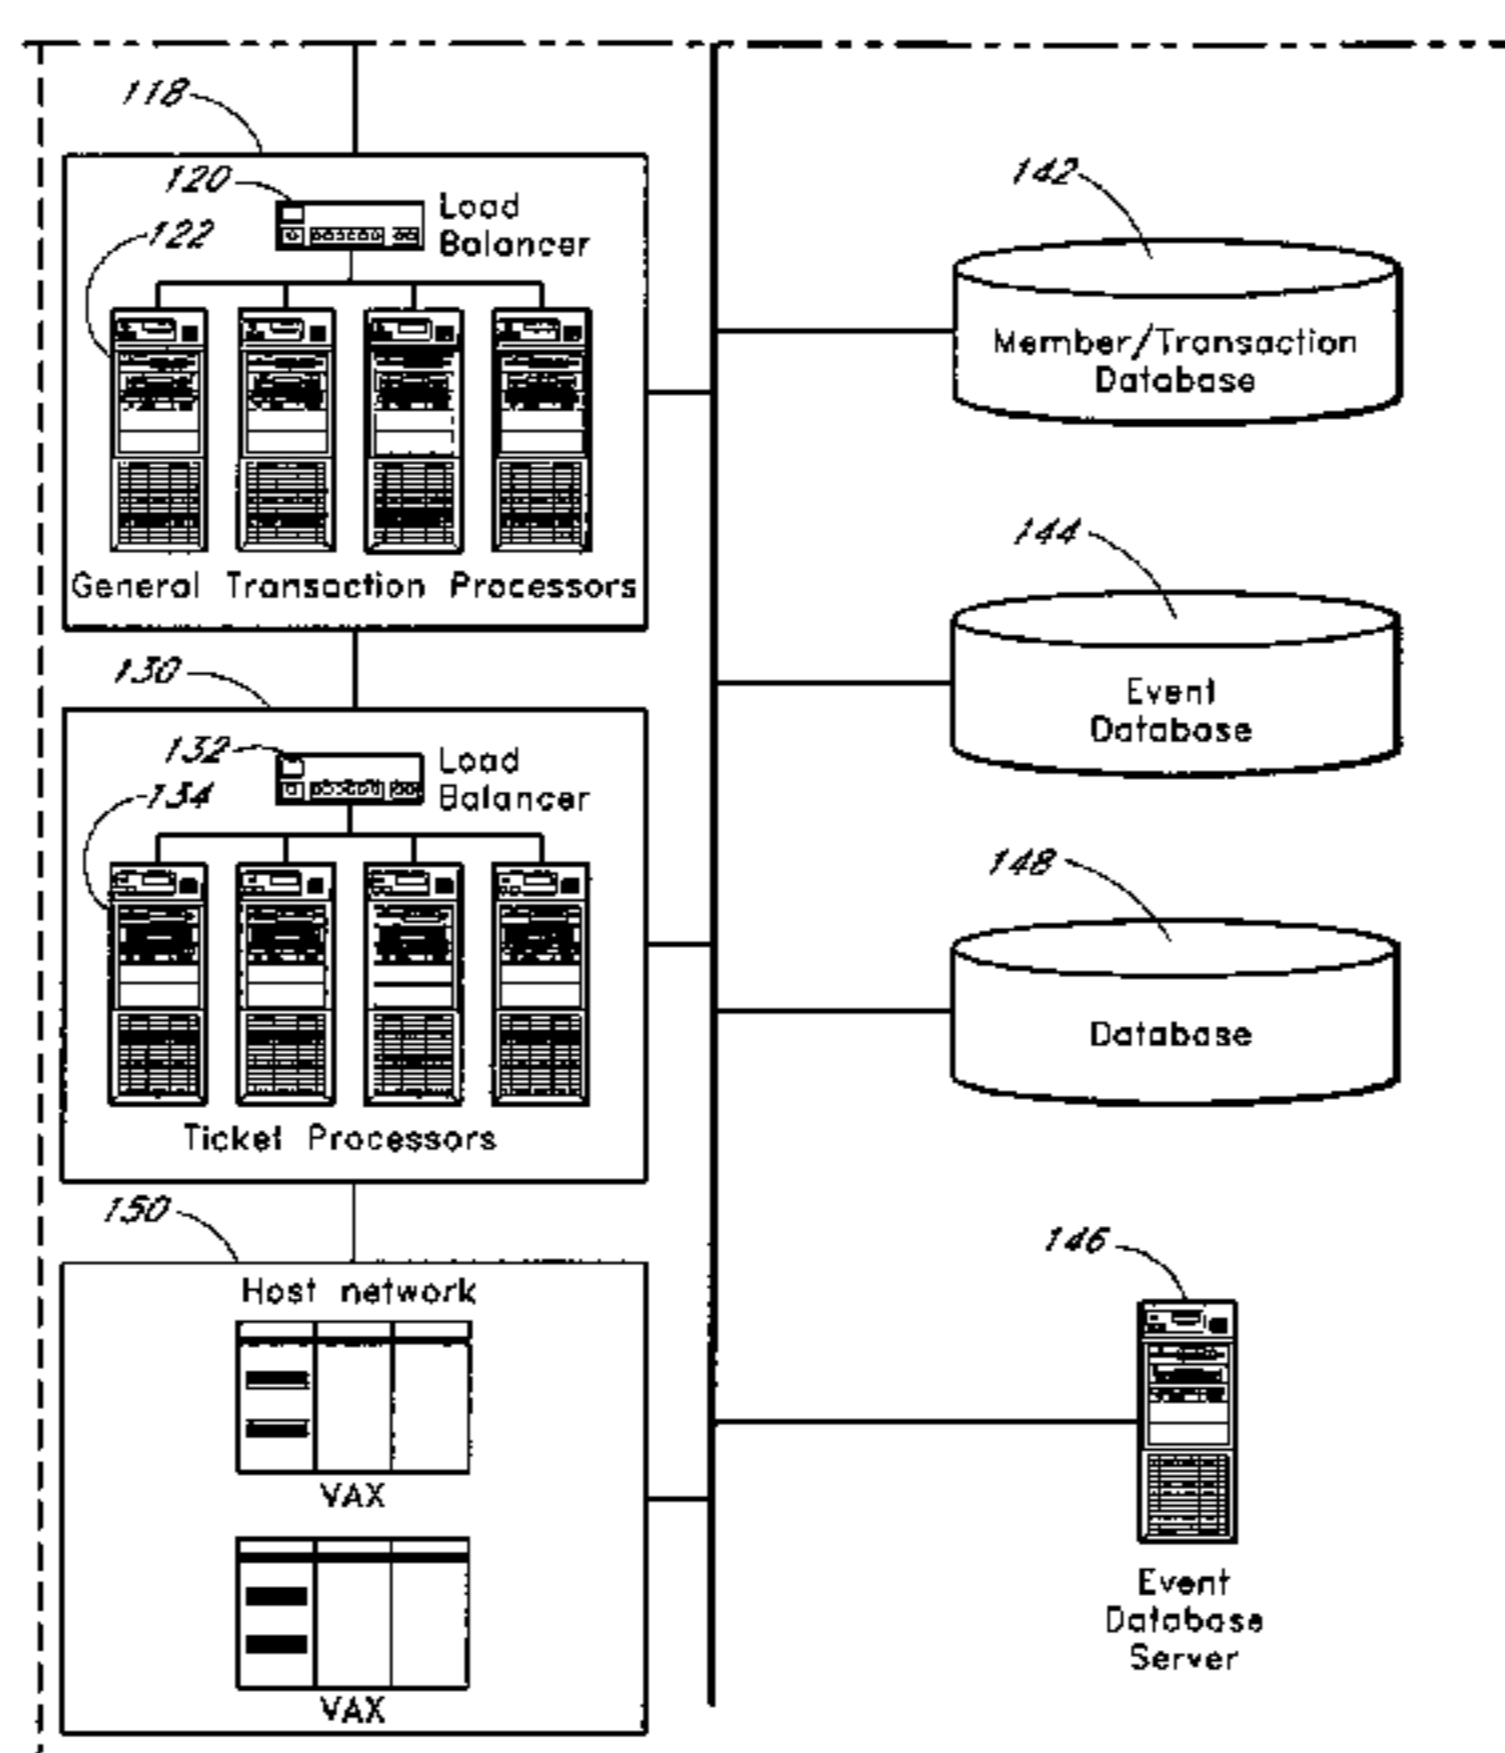 118
120
Load
Balancer
122
General Transaction Processors
130
132
Load
Balancer
134
Ticket Processors
150
Host network
VAX
VAX
142
Member/Transaction
Database
144
Event
Database
148
Database
146
Event
Database
Server